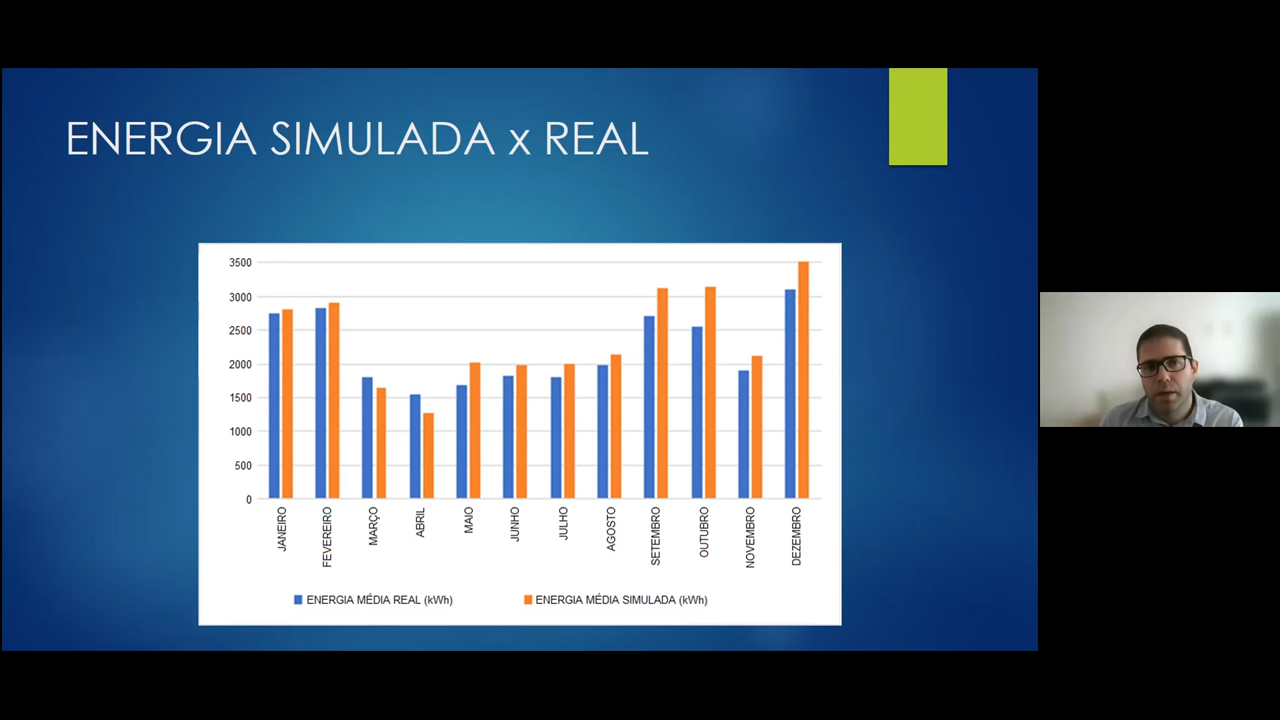 ENERGIA SIMULADA x REAL
3500
3000
2500
2000
1500
1000
500
0
JANEIRO
FEVEREIRO
MARÇO
ABRIL
MAIO
JUNHO
JULHO
AGOSTO
SETEMBRO
OUTUBRO
NOVEMBRO
DEZEMBRO
ENERGIA MÉDIA REAL (kWh)
ENERGIA MÉDIA SIMULADA (kWh)